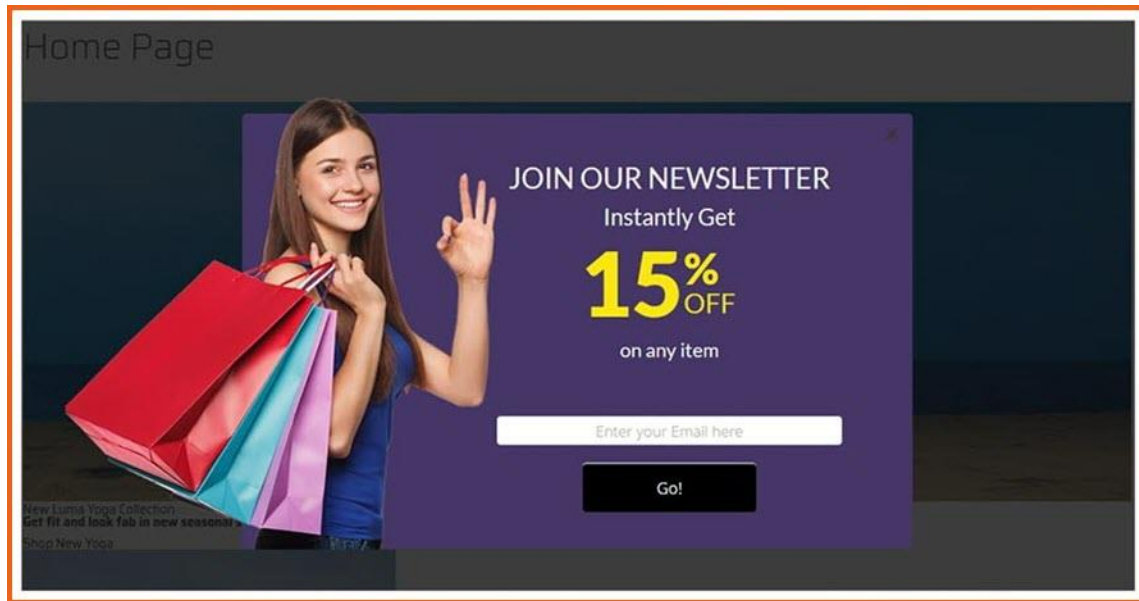 Home Page
×
JOIN OUR NEWSLETTER
Instantly Get
15%
OFF
on any item
Enter your Email here
Go!
New Luma Yoga Collection
Get fit and look fab in new seasonal s
Shop New Yoga